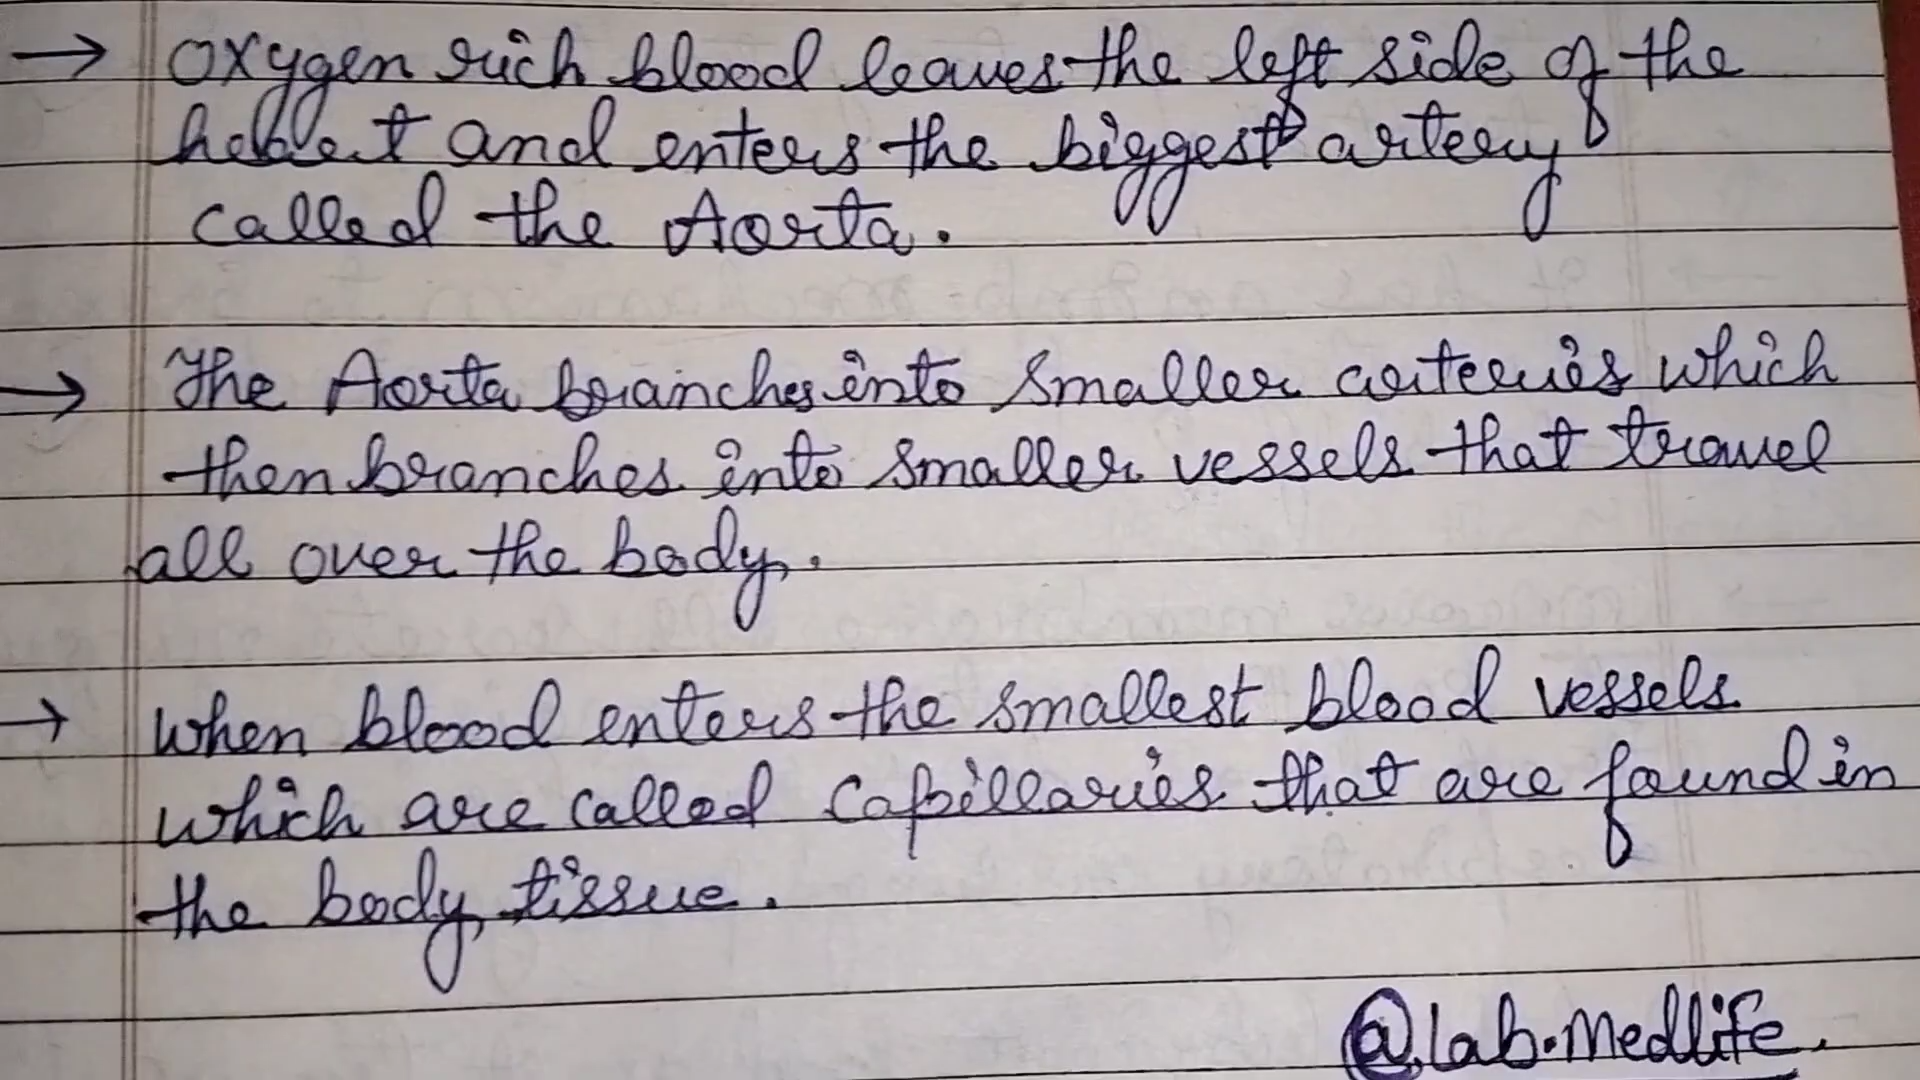 → Oxygen rich blood leaves the left side of the
heart and enters the biggest artery
called the Aorta.
→ The Aorta branches into smaller arteries which
then branches into smaller vessels that travel
all over the body.
→ When blood enters the smallest blood vessels
which are called capillaries that are found in
the body tissue.
@lab.medlife.